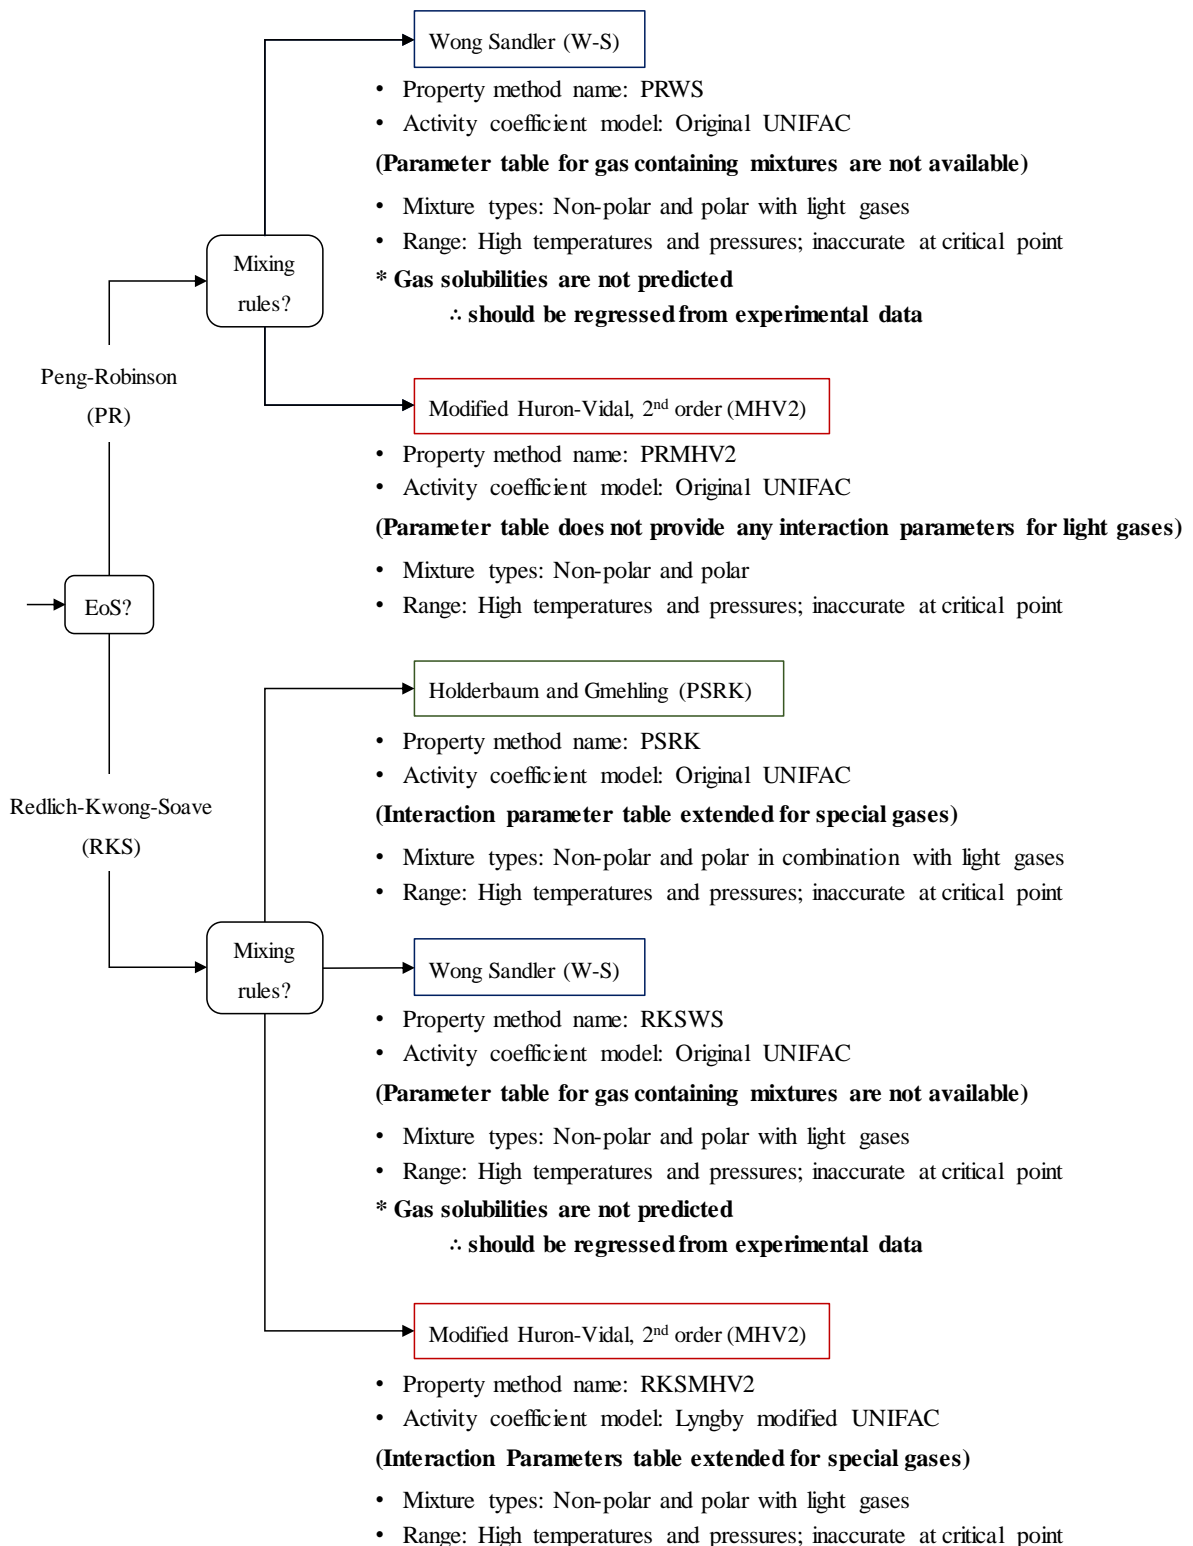 Wong Sandler (W-S)
• Property method name: PRWS
• Activity coefficient model: Original UNIFAC
(Parameter table for gas containing mixtures are not available)
• Mixture types: Non-polar and polar with light gases
• Range: High temperatures and pressures; inaccurate at critical point
* Gas solubilities are not predicted
∴ should be regressed from experimental data
Mixing
rules?
Peng-Robinson
(PR)
Modified Huron-Vidal, 2nd order (MHV2)
• Property method name: PRMHV2
• Activity coefficient model: Original UNIFAC
(Parameter table does not provide any interaction parameters for light gases)
• Mixture types: Non-polar and polar
• Range: High temperatures and pressures; inaccurate at critical point
EoS?
Holderbaum and Gmehling (PSRK)
• Property method name: PSRK
• Activity coefficient model: Original UNIFAC
(Interaction parameter table extended for special gases)
• Mixture types: Non-polar and polar in combination with light gases
• Range: High temperatures and pressures; inaccurate at critical point
Redlich-Kwong-Soave
(RKS)
Mixing
rules?
Wong Sandler (W-S)
• Property method name: RKSWS
• Activity coefficient model: Original UNIFAC
(Parameter table for gas containing mixtures are not available)
• Mixture types: Non-polar and polar with light gases
• Range: High temperatures and pressures; inaccurate at critical point
* Gas solubilities are not predicted
∴ should be regressed from experimental data
Modified Huron-Vidal, 2nd order (MHV2)
• Property method name: RKSMHV2
• Activity coefficient model: Lyngby modified UNIFAC
(Interaction Parameters table extended for special gases)
• Mixture types: Non-polar and polar with light gases
• Range: High temperatures and pressures; inaccurate at critical point